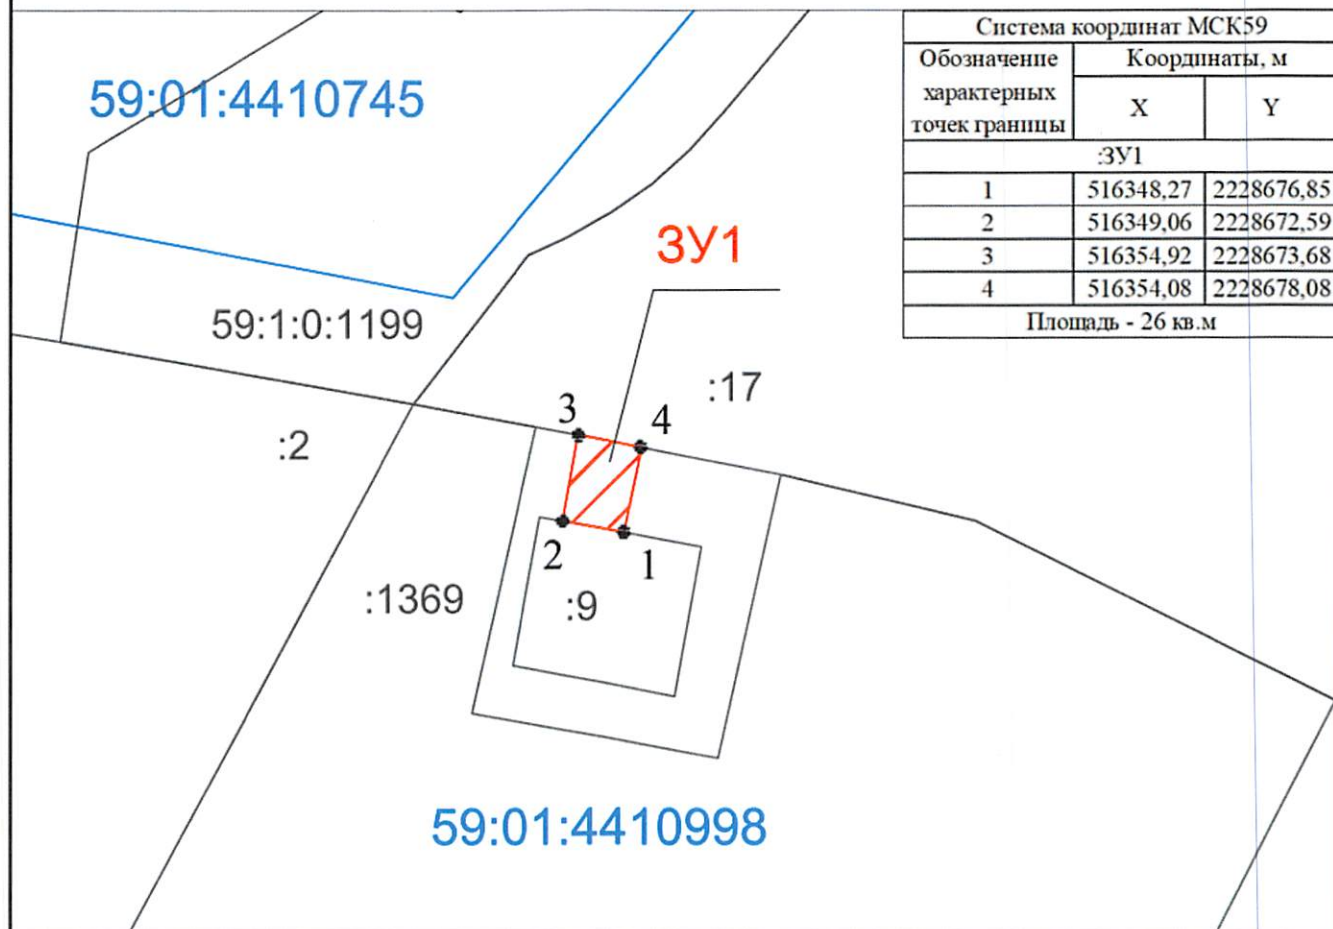 Система координат МСК59
Обозначение характерных точек границы
Координаты, м
X Y
:ЗУ1
1 516348,27 2228676,85
2 516349,06 2228672,59
3 516354,92 2228673,68
4 516354,08 2228678,08
Площадь - 26 кв.м
59:01:4410745
ЗУ1
59:1:0:1199
:17
3
4
:2
2
1
:1369
:9
59:01:4410998